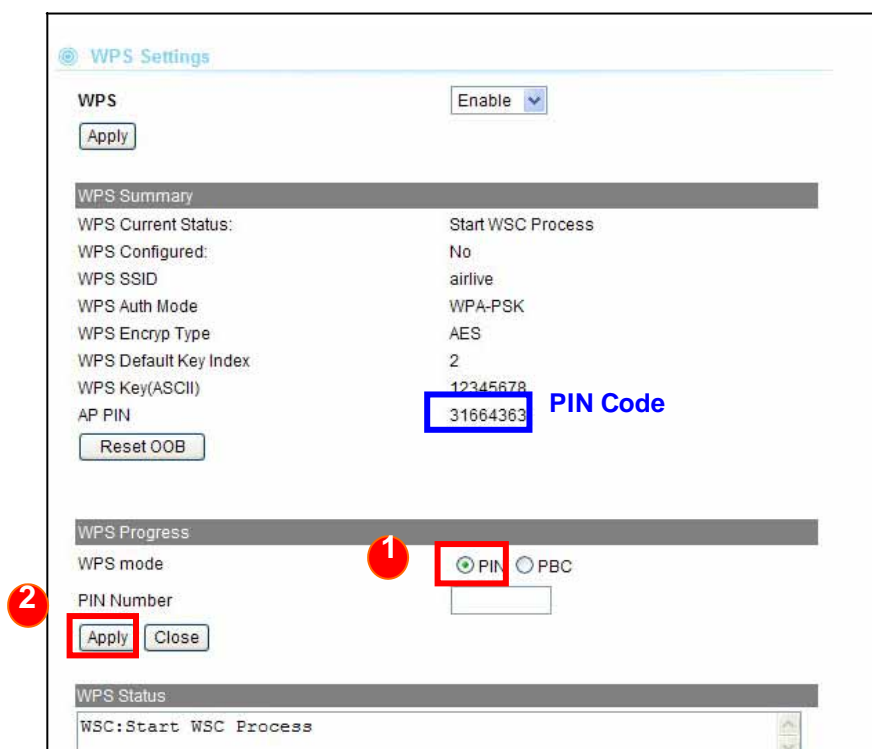 WPS Settings
WPS Enable
Apply
WPS Summary
WPS Current Status: Start WSC Process
WPS Configured: No
WPS SSID airlive
WPS Auth Mode WPA-PSK
WPS Encryp Type AES
WPS Default Key Index 2
WPS Key(ASCII) 12345678
AP PIN 31664363 PIN Code
Reset OOB
WPS Progress
WPS mode 1 PIN PBC
2 PIN Number
Apply Close
WPS Status
WSC:Start WSC Process